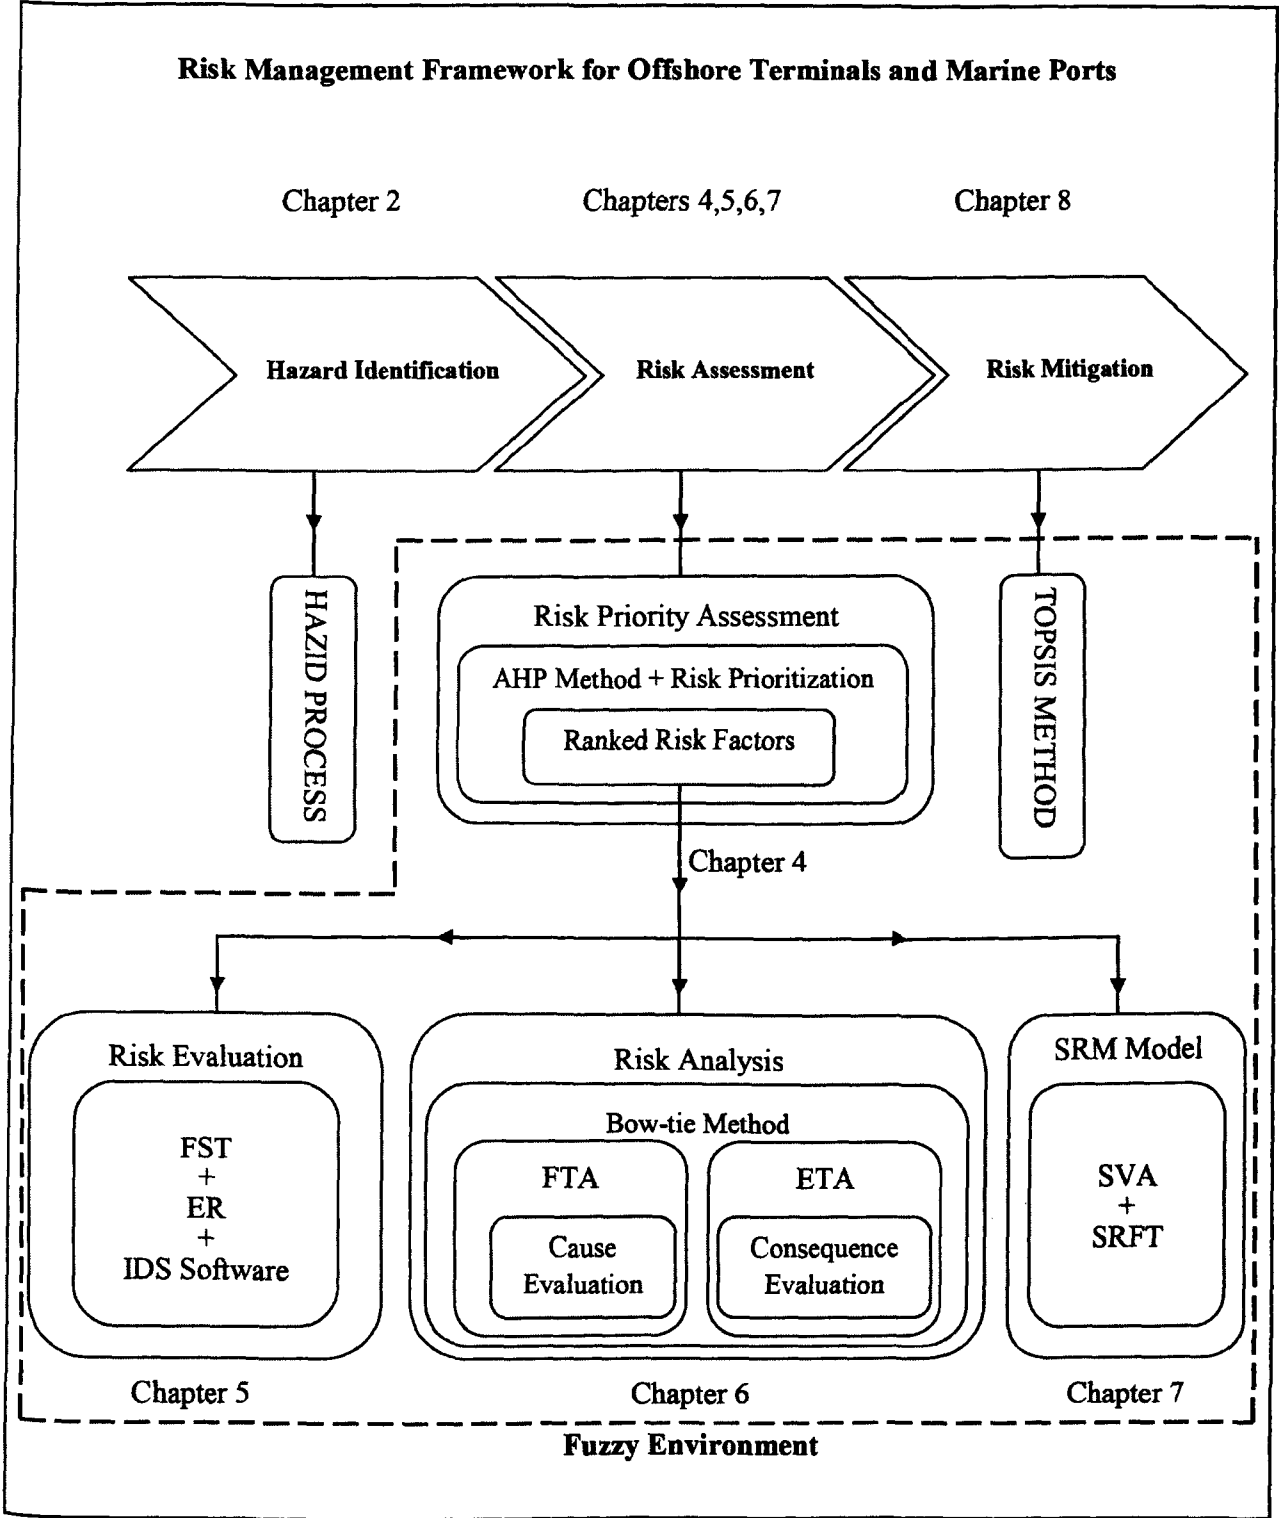 Risk Management Framework for Offshore Terminals and Marine Ports
Chapter 2
Chapters 4,5,6,7
Chapter 8
Hazard Identification
Risk Assessment
Risk Mitigation
HAZID PROCESS
Risk Priority Assessment
AHP Method + Risk Prioritization
Ranked Risk Factors
TOPSIS METHOD
Chapter 4
Risk Evaluation
FST
+
ER
+
IDS Software
Chapter 5
Risk Analysis
Bow-tie Method
FTA
Cause
Evaluation
ETA
Consequence
Evaluation
Chapter 6
SRM Model
SVA
+
SRFT
Chapter 7
Fuzzy Environment